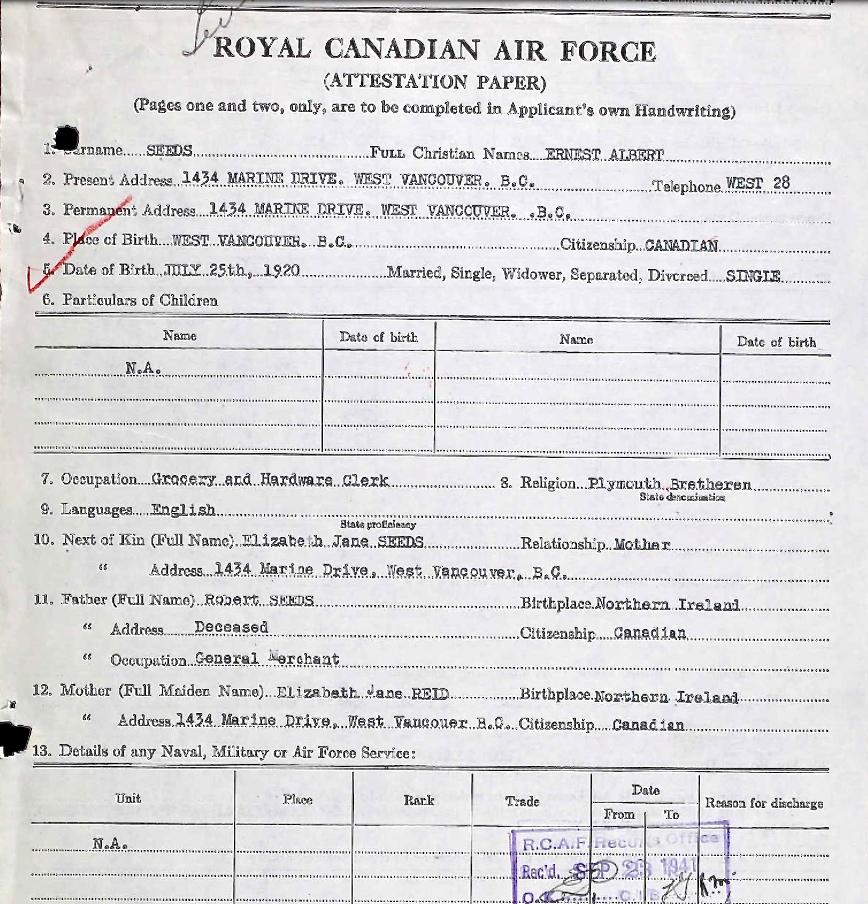 ROYAL CANADIAN AIR FORCE
(ATTESTATION PAPER)
(Pages one and two, only, are to be completed in Applicant's own Handwriting)
1. Surname SEEDS FULL Christian Names ERNEST ALBERT
2. Present Address 1434 MARINE DRIVE. WEST VANCOUVER. B.C. Telephone WEST 28
3. Permanent Address 1434 MARINE DRIVE. WEST VANCOUVER. .B.C.
4. Place of Birth WEST VANCOUVER. B.C. Citizenship CANADIAN
5. Date of Birth JULY 25th, 1920 Married, Single, Widower, Separated, Divorced SINGLE
6. Particulars of Children
Name Date of birth Name Date of birth
N.A.
7. Occupation Grocery and Hardware Clerk 8. Religion Plymouth Bretheren
State denomination
9. Languages English
State proficiency
10. Next of Kin (Full Name) Elizabeth Jane SEEDS Relationship Mother
" Address 1434 Marine Drive, West Vancouver, B.C.
11. Father (Full Name) Robert SEEDS Birthplace Northern Ireland
" Address Deceased Citizenship Canadian
" Occupation General Merchant
12. Mother (Full Maiden Name) Elizabeth Jane REID Birthplace Northern Ireland
" Address 1434 Marine Drive, West Vancouer B.C. Citizenship Canadian
13. Details of any Naval, Military or Air Force Service:
Unit Place Rank Trade Date Reason for discharge
From To
N.A.
R.C.A.F. Records Office
Rec'd. SEP 23 1941